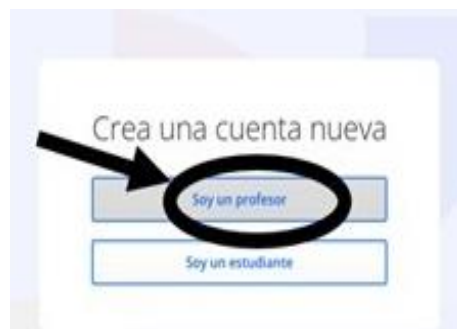 Crea una cuenta nueva
Soy un profesor
Soy un estudiante